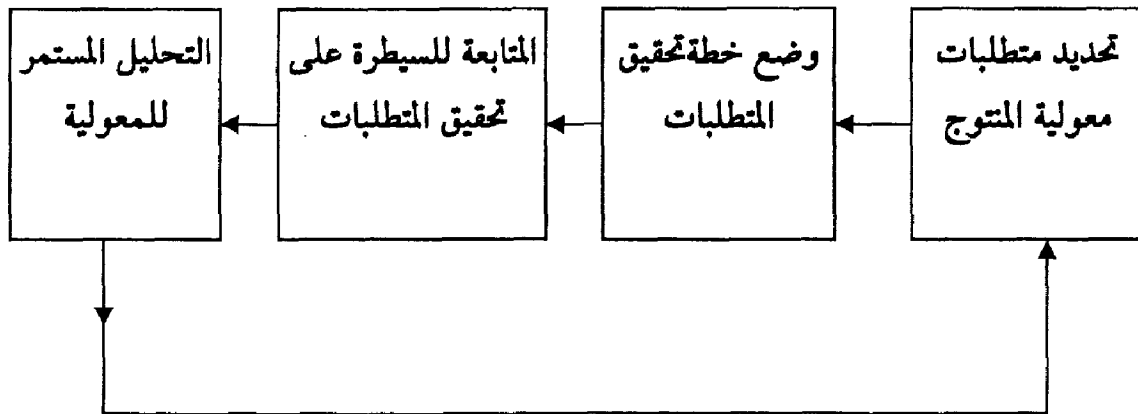 تحديد متطلبات
معولية المنتوج
وضع خطة تحقيق
المتطلبات
المتابعة للسيطرة على
تحقيق المتطلبات
التحليل المستمر
للمعولية